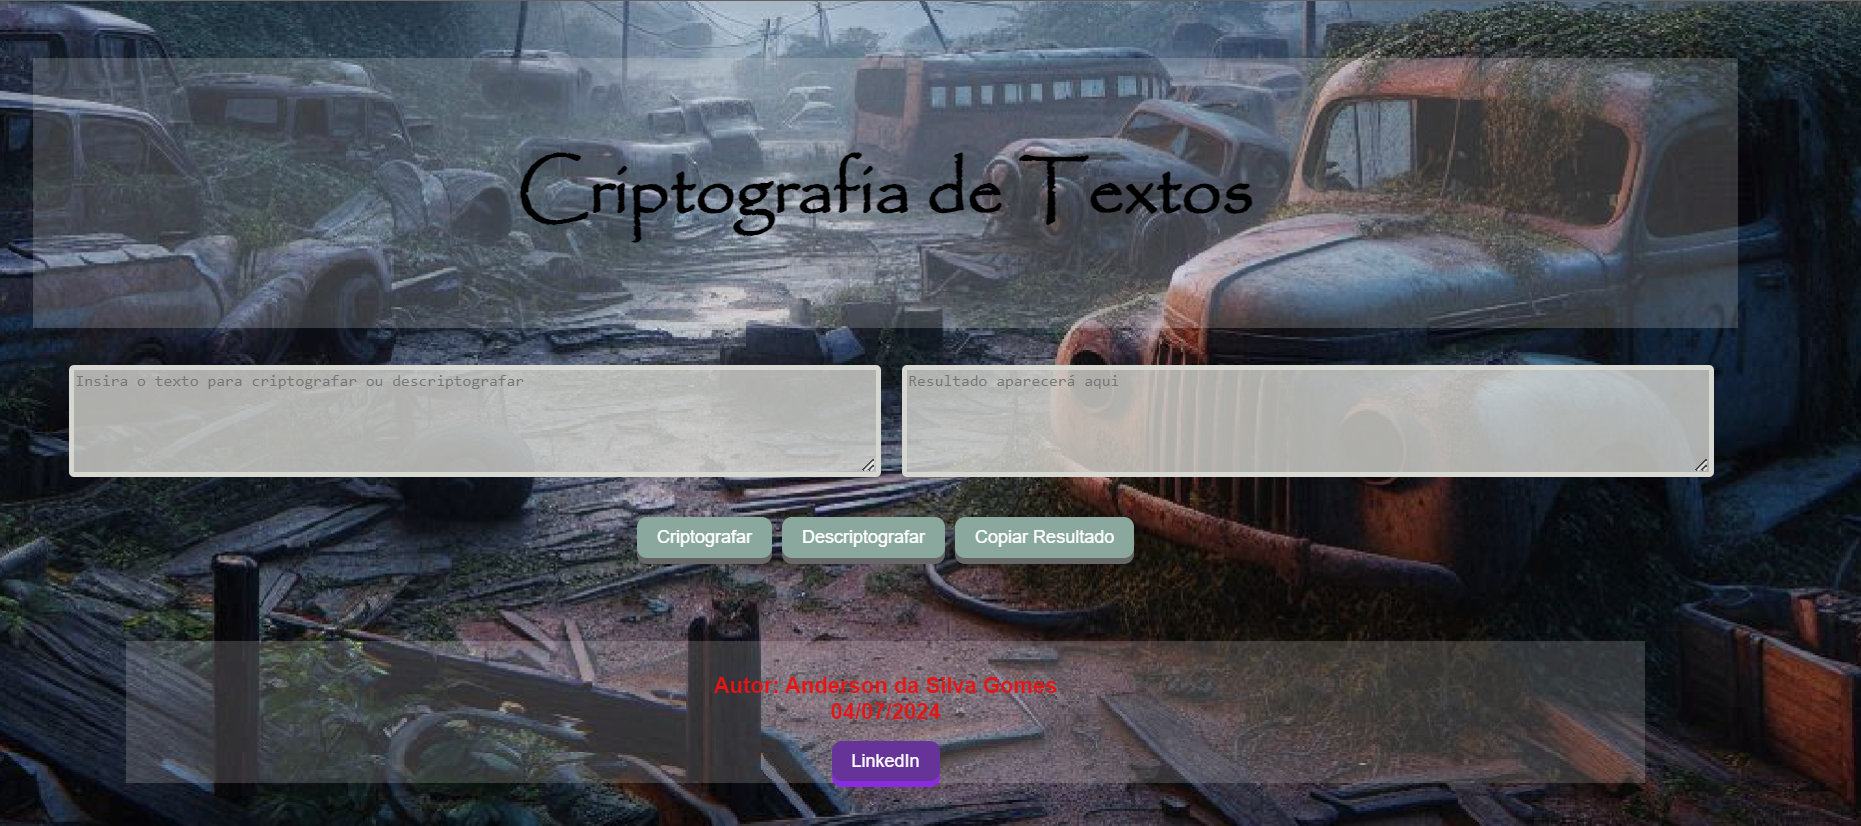 Criptografia de Textos
Insira o texto para criptografar ou descriptografar
Resultado aparecerá aqui
Criptografar
Descriptografar
Copiar Resultado
Autor: Anderson da Silva Gomes
04/07/2024
LinkedIn